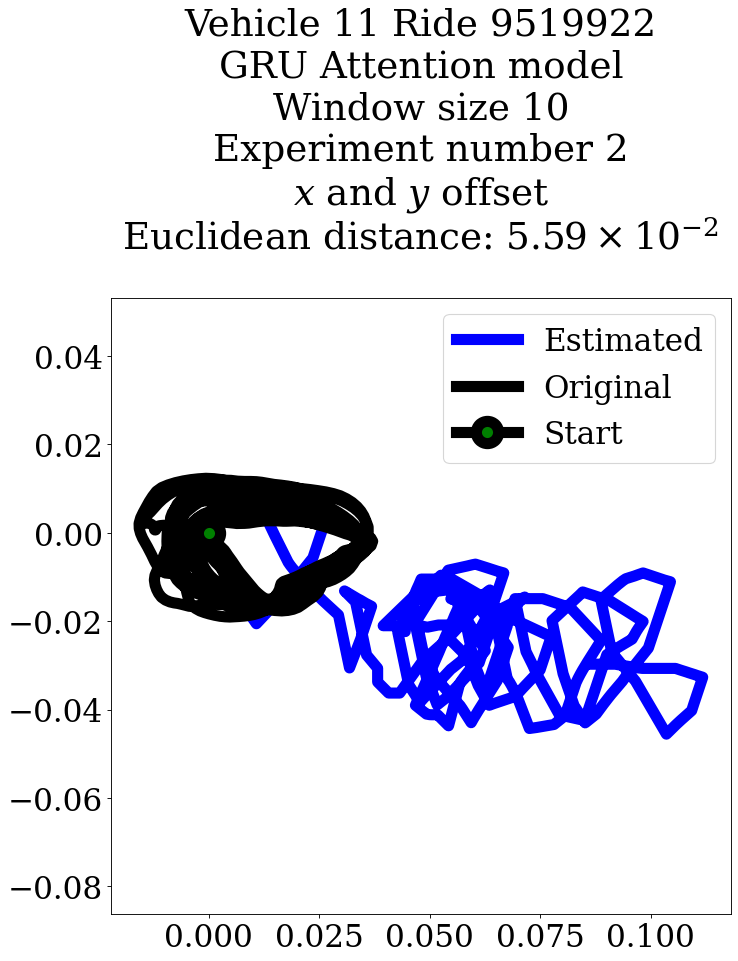 Vehicle 11 Ride 9519922
GRU Attention model
Window size 10
Experiment number 2
x and y offset
Euclidean distance: 5.59 × 10⁻²
Estimated
Original
Start
0.04
0.02
0.00
−0.02
−0.04
−0.06
−0.08
0.000 0.025 0.050 0.075 0.100